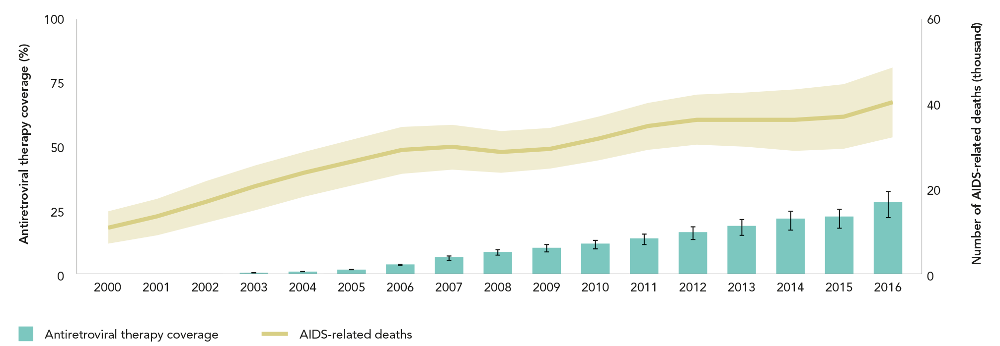 100
75
50
25
0
Antiretroviral therapy coverage (%)
60
40
20
0
Number of AIDS-related deaths (thousand)
2000 2001 2002 2003 2004 2005 2006 2007 2008 2009 2010 2011 2012 2013 2014 2015 2016
Antiretroviral therapy coverage
AIDS-related deaths